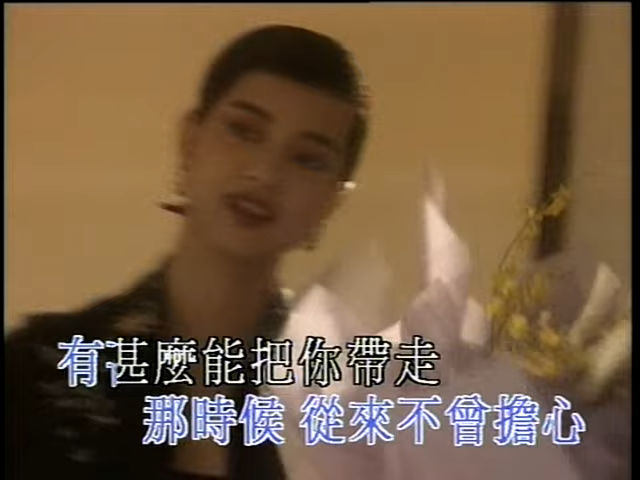 有甚麼能把你帶走
那時候 從來不曾擔心